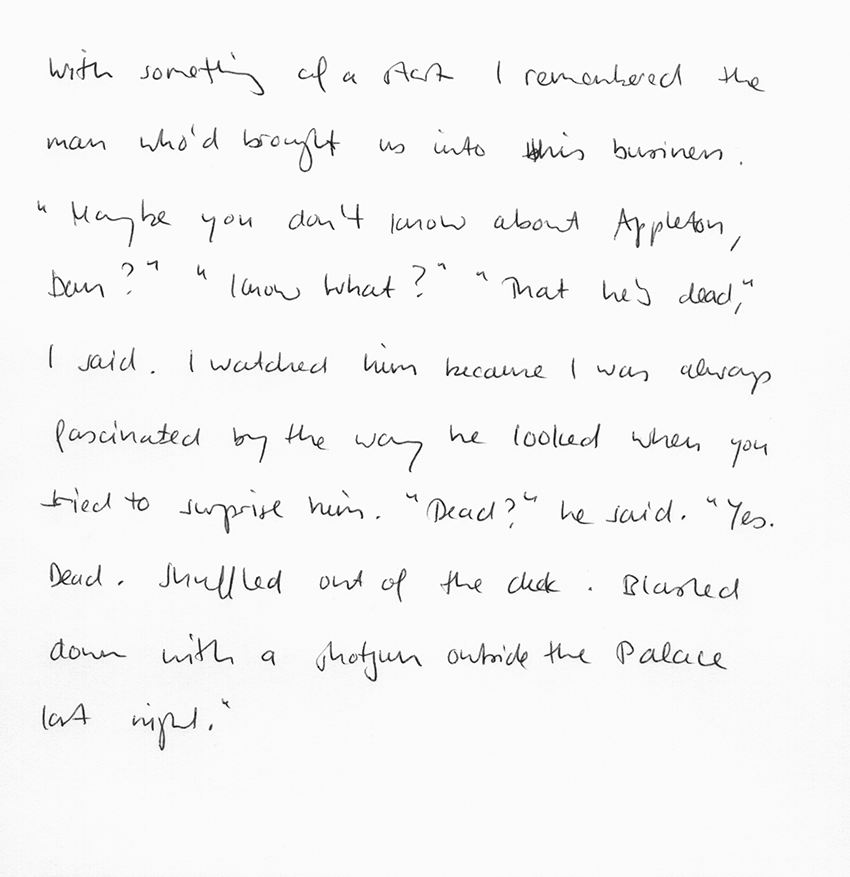 With something of a start I remembered the
man who'd brought us into this business.
"Maybe you don't know about Appleton,
Dan?" "Know what?" "That he's dead,"
I said. I watched him because I was always
fascinated by the way he looked when you
tried to surprise him. "Dead?" he said. "Yes.
Dead. Shuffled out of the deck. Blasted
down with a shotgun outside the Palace
last night."